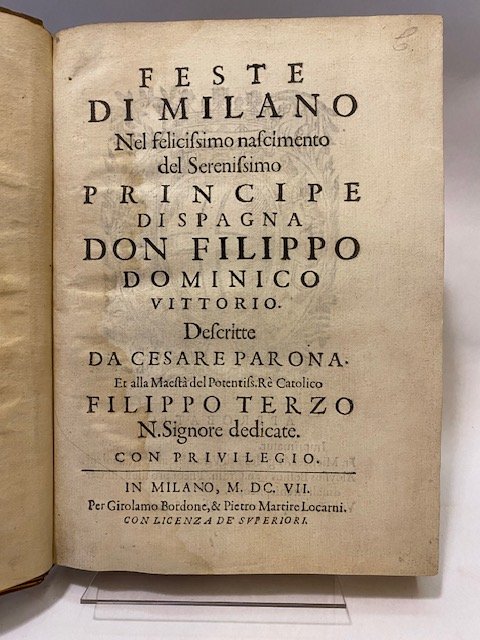 FESTE
DI MILANO
Nel feliciſsimo naſcimento
del Sereniſsimo
PRINCIPE
DI SPAGNA
DON FILIPPO
DOMINICO
VITTORIO.
Deſcritte
DA CESARE PARONA.
Et alla Maeſtà del Potentiſs. Rè Catolico
FILIPPO TERZO
N. Signore dedicate.
CON PRIVILEGIO.
IN MILANO, M. DC. VII.
Per Girolamo Bordone, & Pietro Martire Locarni.
CON LICENZA DE' SVPERIORI.